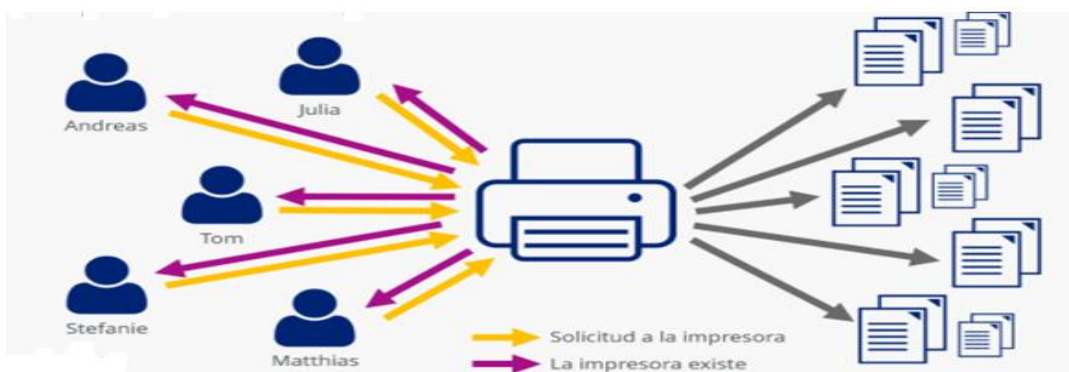 Julia
Andreas
Tom
Stefanie
Matthias
Solicitud a la impresora
La impresora existe